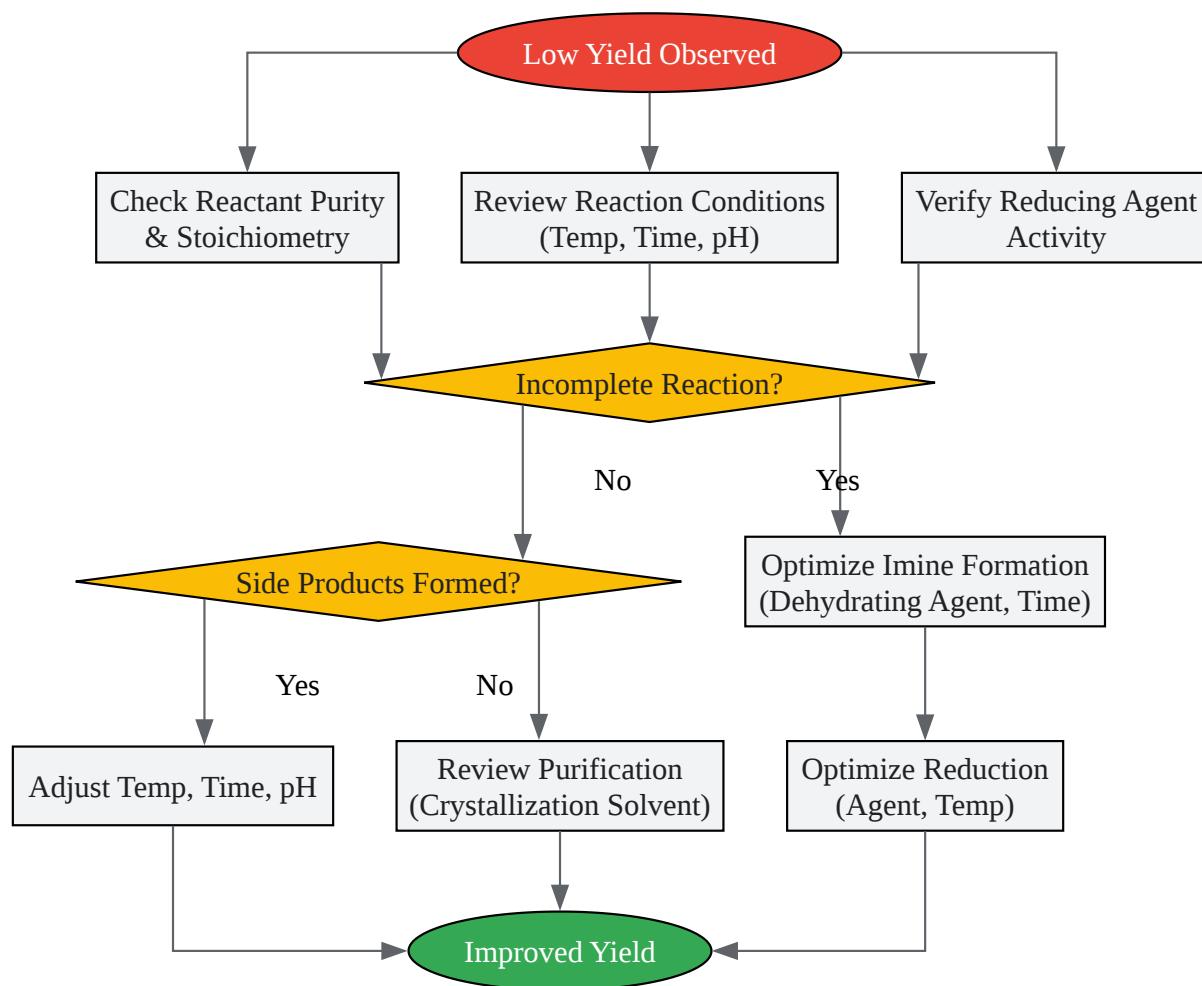 Low Yield Observed
Check Reactant Purity
& Stoichiometry
Review Reaction Conditions
(Temp, Time, pH)
Verify Reducing Agent
Activity
Incomplete Reaction?
No
Yes
Side Products Formed?
Optimize Imine Formation
(Dehydrating Agent, Time)
Yes
No
Adjust Temp, Time, pH
Review Purification
(Crystallization Solvent)
Optimize Reduction
(Agent, Temp)
Improved Yield